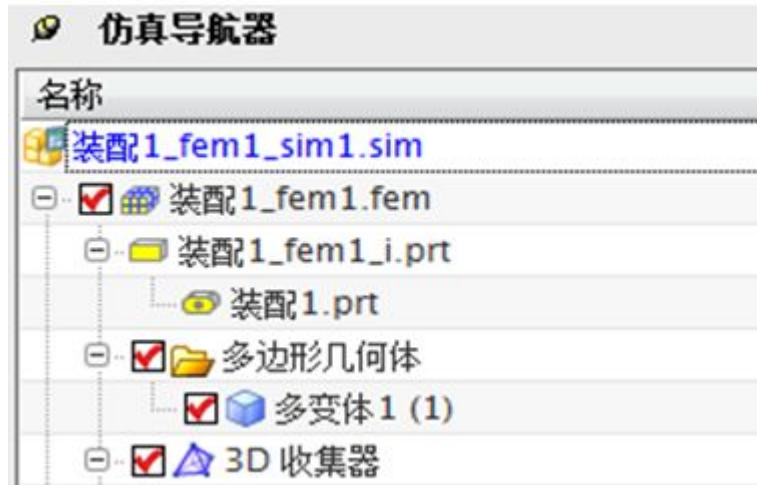 仿真导航器
名称
装配1_fem1_sim1.sim
装配1_fem1.fem
装配1_fem1_i.prt
装配1.prt
多边形几何体
多变体1 (1)
3D 收集器